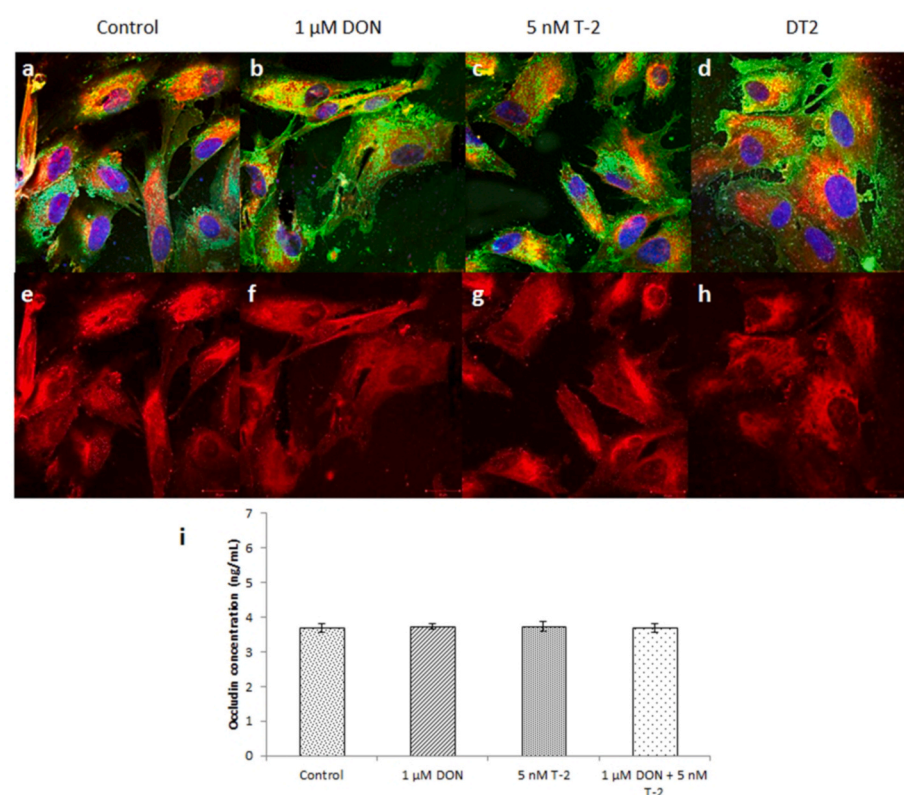 Control 1 µM DON 5 nM T-2 DT2
a b c d
e f g h
i
Occludin concentration (ng/mL)
7
6
5
4
3
2
1
0
Control 1 µM DON 5 nM T-2 1 µM DON + 5 nM
T-2